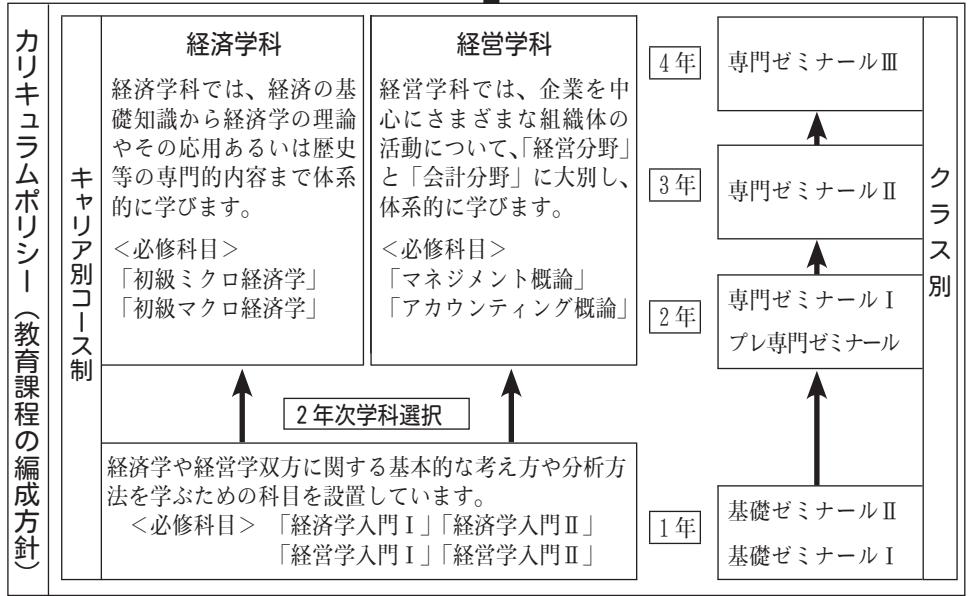 カリキュラムポリシー（教育課程の編成方針）
キャリア別コース制
経済学科
経済学科では、経済の基
礎知識から経済学の理論
やその応用あるいは歴史
等の専門的内容まで体系
的に学びます。
＜必修科目＞
「初級ミクロ経済学」
「初級マクロ経済学」
経営学科
経営学科では、企業を中
心にさまざまな組織体の
活動について、「経営分野」
と「会計分野」に大別し、
体系的に学びます。
＜必修科目＞
「マネジメント概論」
「アカウンティング概論」
2年次学科選択
経済学や経営学双方に関する基本的な考え方や分析方
法を学ぶための科目を設置しています。
＜必修科目＞　「経済学入門Ⅰ」「経済学入門Ⅱ」
「経営学入門Ⅰ」「経営学入門Ⅱ」
4年
専門ゼミナールⅢ
3年
専門ゼミナールⅡ
2年
専門ゼミナールⅠ
プレ専門ゼミナール
1年
基礎ゼミナールⅡ
基礎ゼミナールⅠ
クラス別